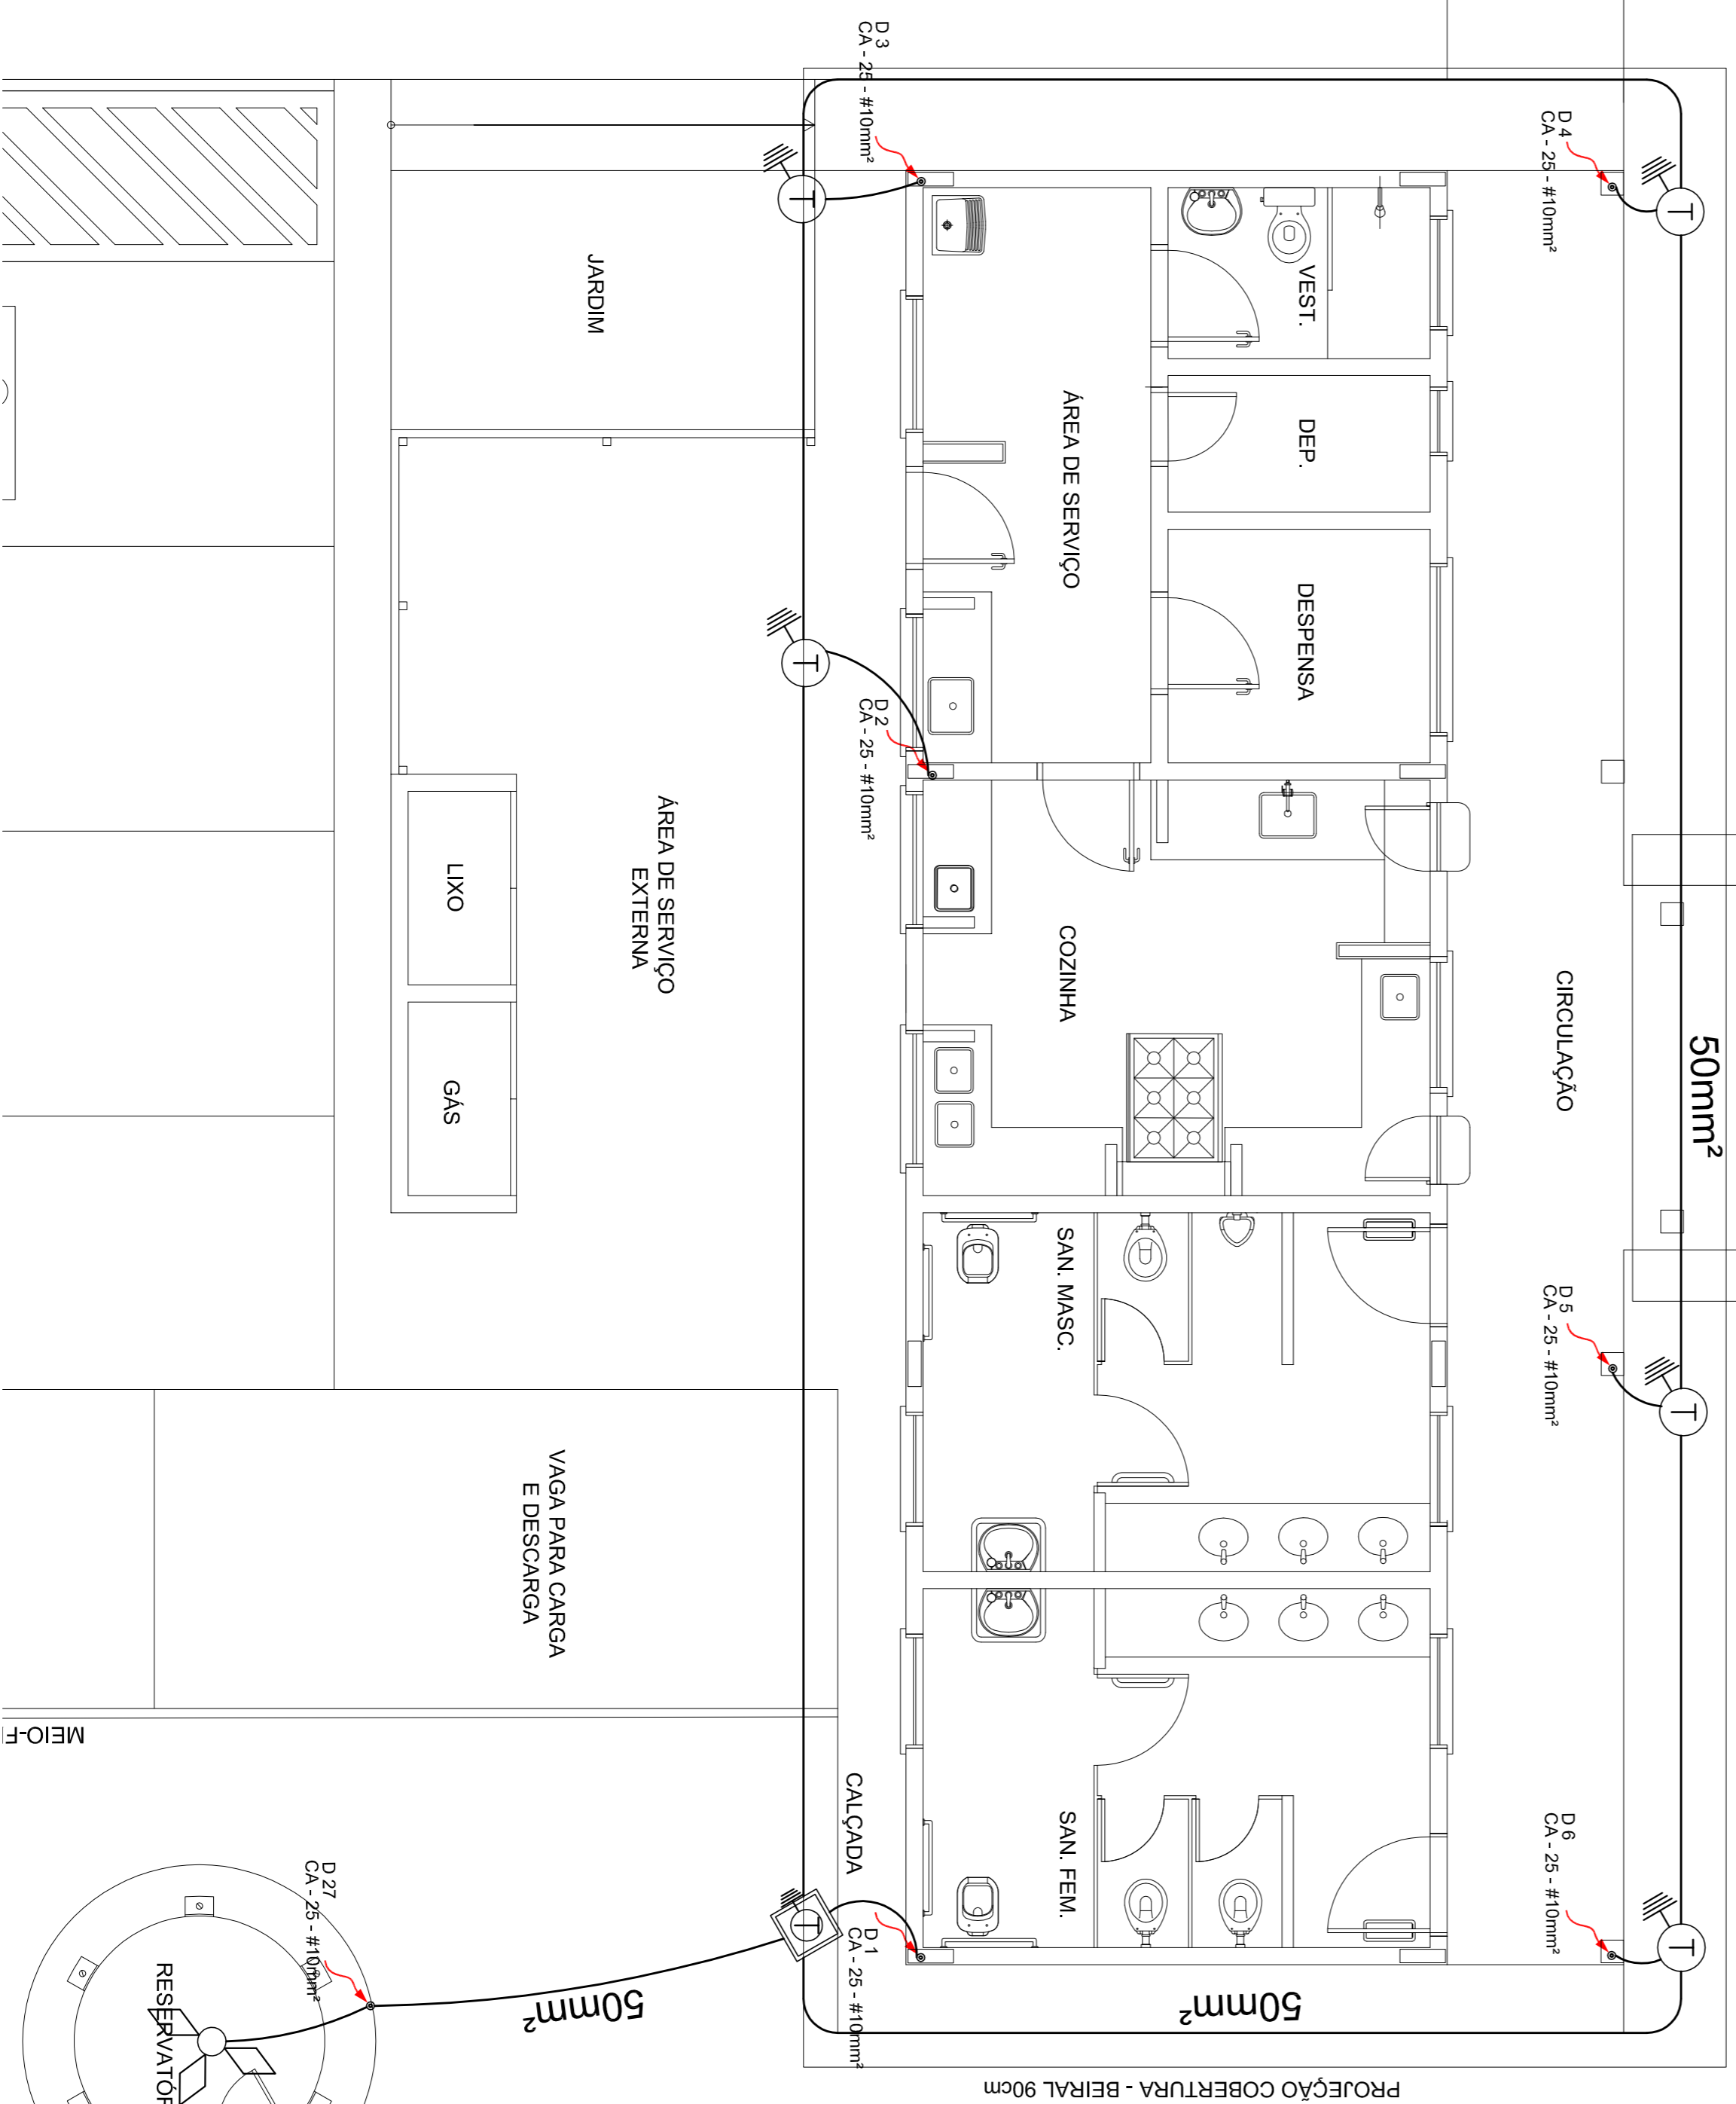 D 3
CA - 25 - #10mm²
D 4
CA - 25 - #10mm²
T
T
JARDIM
VEST.
ÁREA DE SERVIÇO
DEP.
DESPENSA
T
D 2
CA - 25 - #10mm²
ÁREA DE SERVIÇO
EXTERNA
LIXO
GÁS
COZINHA
CIRCULAÇÃO
50mm²
SAN. MASC.
D 5
CA - 25 - #10mm²
T
VAGA PARA CARGA
E DESCARGA
CALÇADA
SAN. FEM.
D 6
CA - 25 - #10mm²
T
T
D 1
CA - 25 - #10mm²
D 27
CA - 25 - #10mm²
50mm²
50mm²
PROJEÇÃO COBERTURA - BEIRAL 90cm